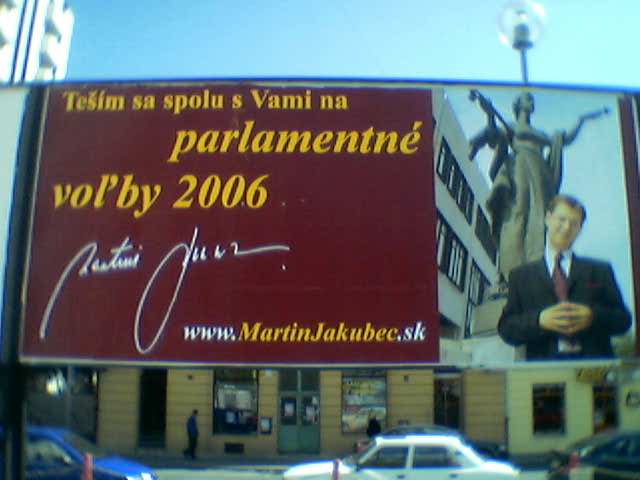 Teším sa spolu s Vami na
parlamentné
voľby 2006
www.MartinJakubec.sk